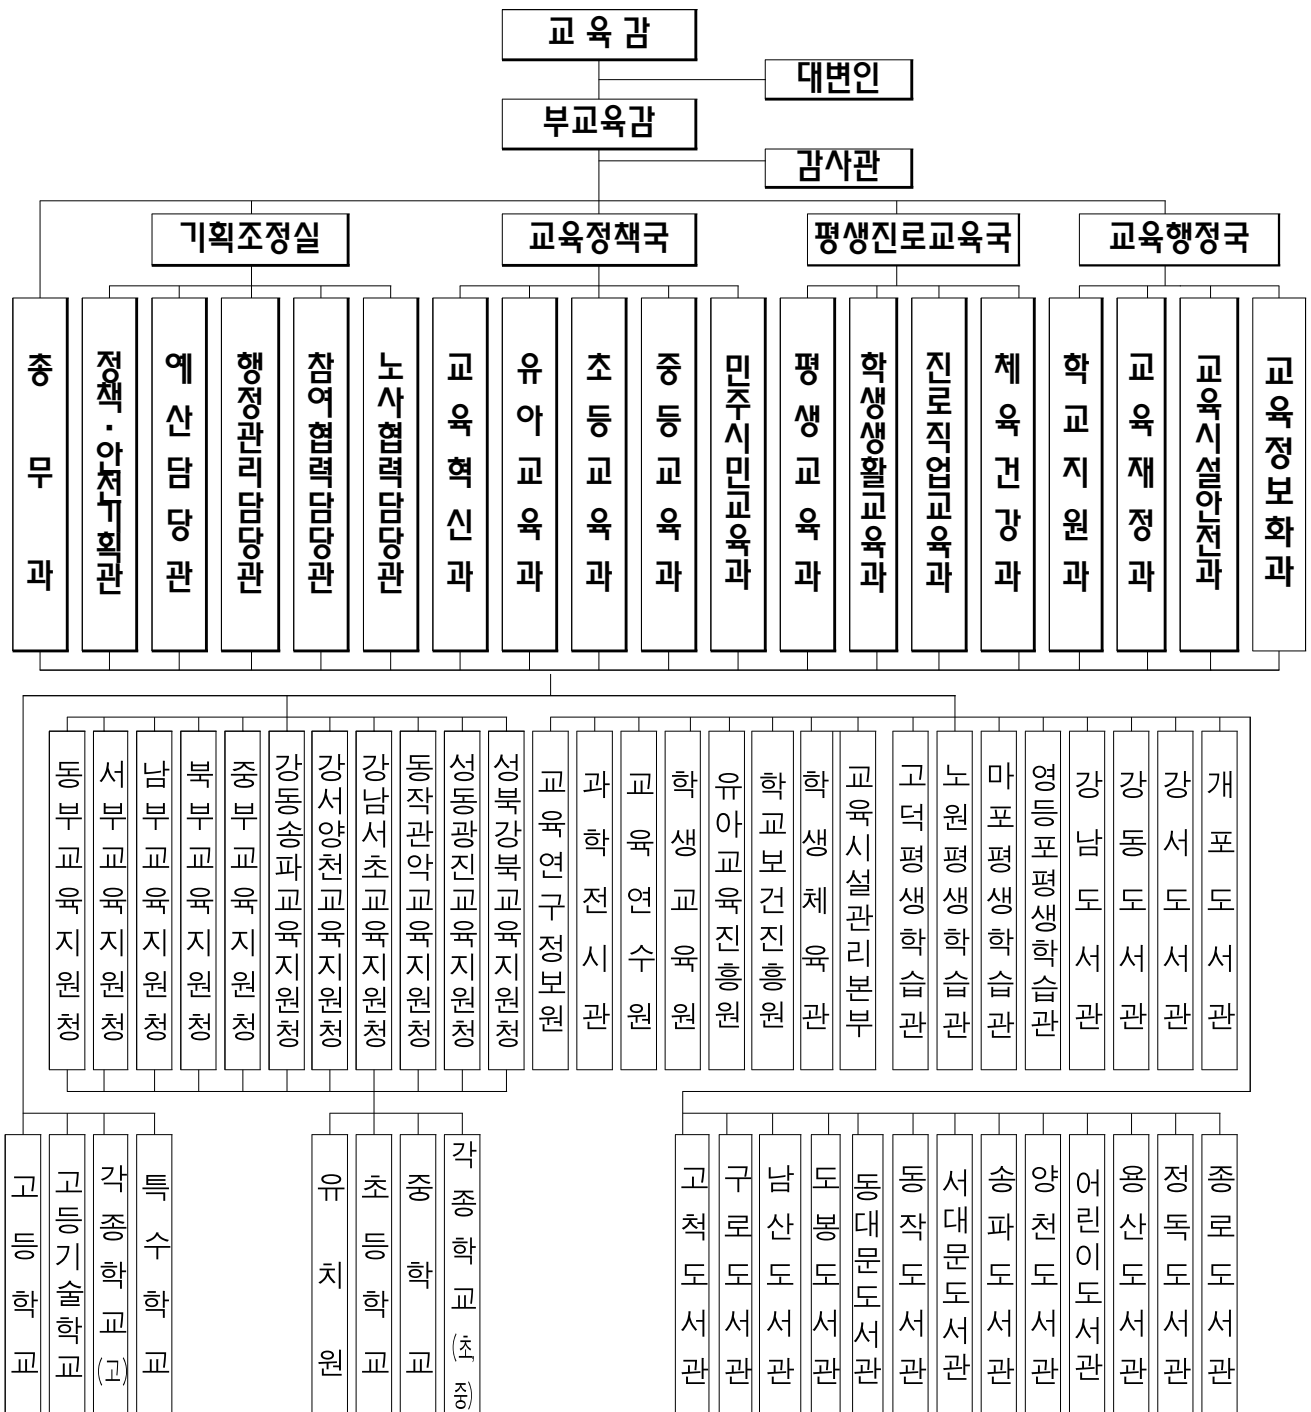 교 육 감
대변인
부교육감
감사관
기획조정실
교육정책국
평생진로교육국
교육행정국
총무과
정책·안전기획관
예산담당관
행정관리담당관
참여협력담당관
노사협력담당관
교육혁신과
유아교육과
초등교육과
중등교육과
민주시민교육과
평생교육과
학생생활교육과
진로직업교육과
체육건강과
학교지원과
교육재정과
교육시설안전과
교육정보화과
동부교육지원청
서부교육지원청
남부교육지원청
북부교육지원청
중부교육지원청
강동송파교육지원청
강서양천교육지원청
강남서초교육지원청
동작관악교육지원청
성동광진교육지원청
성북강북교육지원청
교육연구정보원
과학전시관
교육연수원
학생교육원
유아교육진흥원
학교보건진흥원
학생체육관
교육시설관리본부
고덕평생학습관
노원평생학습관
마포평생학습관
영등포평생학습관
강남도서관
강동도서관
강서도서관
개포도서관
고등학교
고등기술학교
각종학교(고)
특수학교
유치원
초등학교
중학교
각종학교(초,중)
고척도서관
구로도서관
남산도서관
도봉도서관
동대문도서관
동작도서관
서대문도서관
송파도서관
양천도서관
어린이도서관
용산도서관
정독도서관
종로도서관